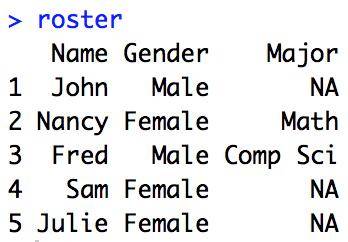 > roster
Name Gender Major
1 John Male NA
2 Nancy Female Math
3 Fred Male Comp Sci
4 Sam Female NA
5 Julie Female NA